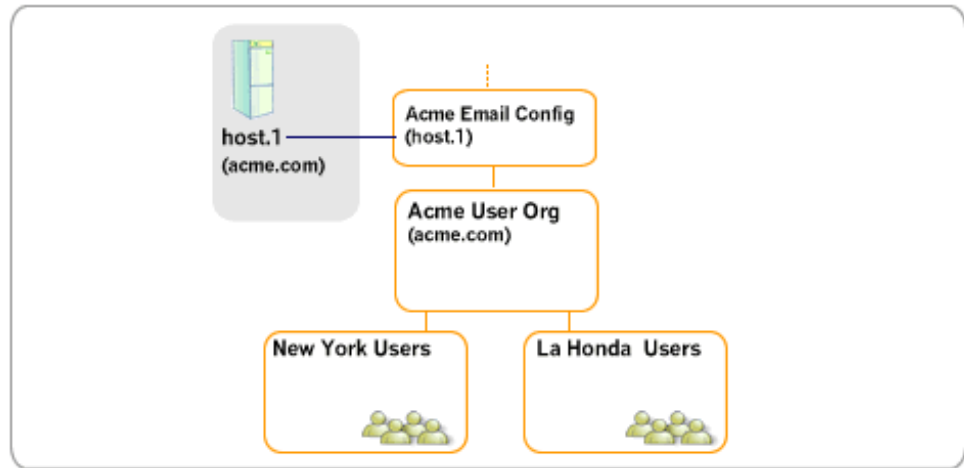 host.1
(acme.com)
Acme Email Config
(host.1)
Acme User Org
(acme.com)
New York Users
La Honda Users